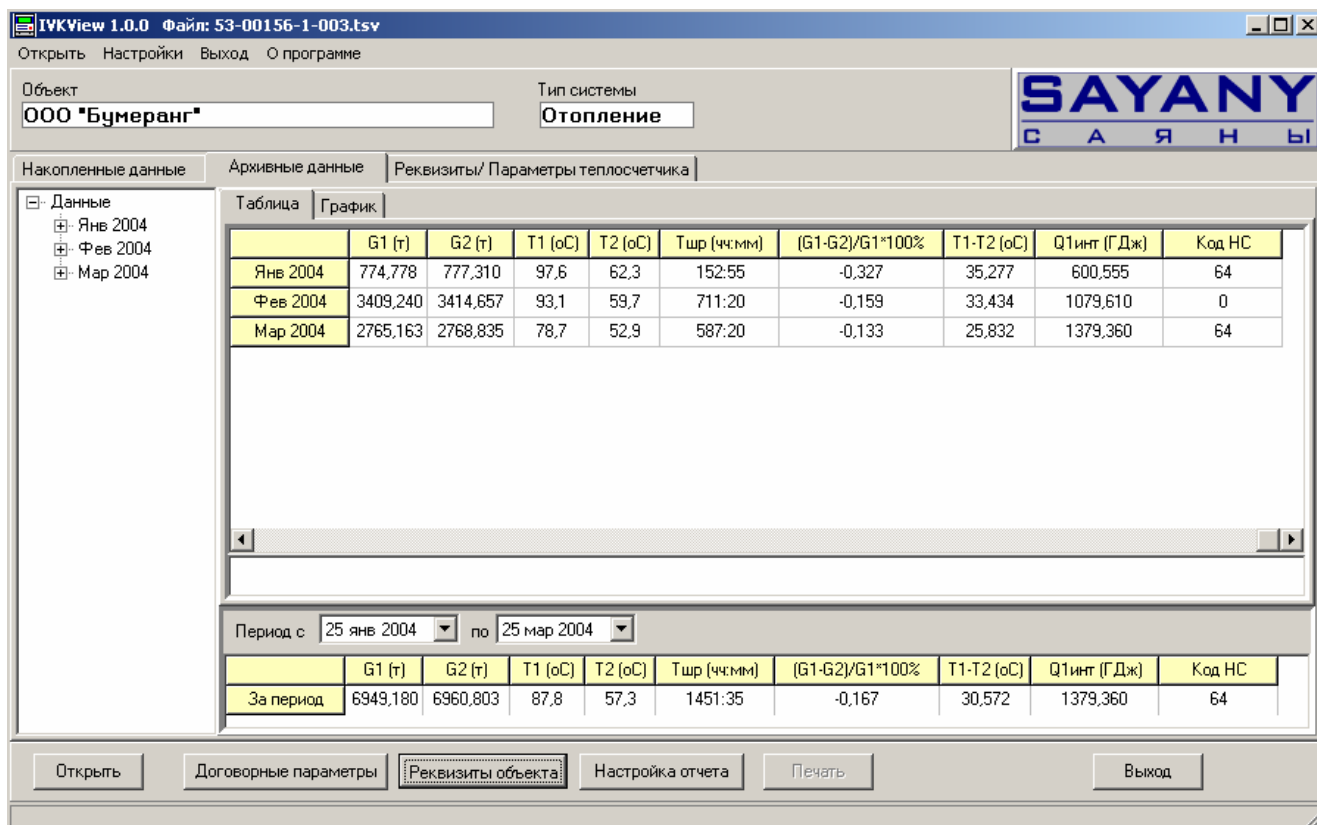 IVKView 1.0.0 Файл: 53-00156-1-003.tsv
Открыть Настройки Выход О программе
Объект Тип системы
ООО "Бумеранг" Отопление
SAYANY
САЯНЫ
Накопленные данные Архивные данные Реквизиты/ Параметры теплосчетчика
Данные
Янв 2004
Фев 2004
Мар 2004
Таблица График
G1 (т) G2 (т) T1 (oC) T2 (oC) Tшр (чч:мм) (G1-G2)/G1*100% T1-T2 (oC) Q1инт (ГДж) Код НС
Янв 2004 774,778 777,310 97,6 62,3 152:55 -0,327 35,277 600,555 64
Фев 2004 3409,240 3414,657 93,1 59,7 711:20 -0,159 33,434 1079,610 0
Мар 2004 2765,163 2768,835 78,7 52,9 587:20 -0,133 25,832 1379,360 64
Период с 25 янв 2004 по 25 мар 2004
G1 (т) G2 (т) T1 (oC) T2 (oC) Tшр (чч:мм) (G1-G2)/G1*100% T1-T2 (oC) Q1инт (ГДж) Код НС
За период 6949,180 6960,803 87,8 57,3 1451:35 -0,167 30,572 1379,360 64
Открыть Договорные параметры Реквизиты объекта Настройка отчета Печать Выход